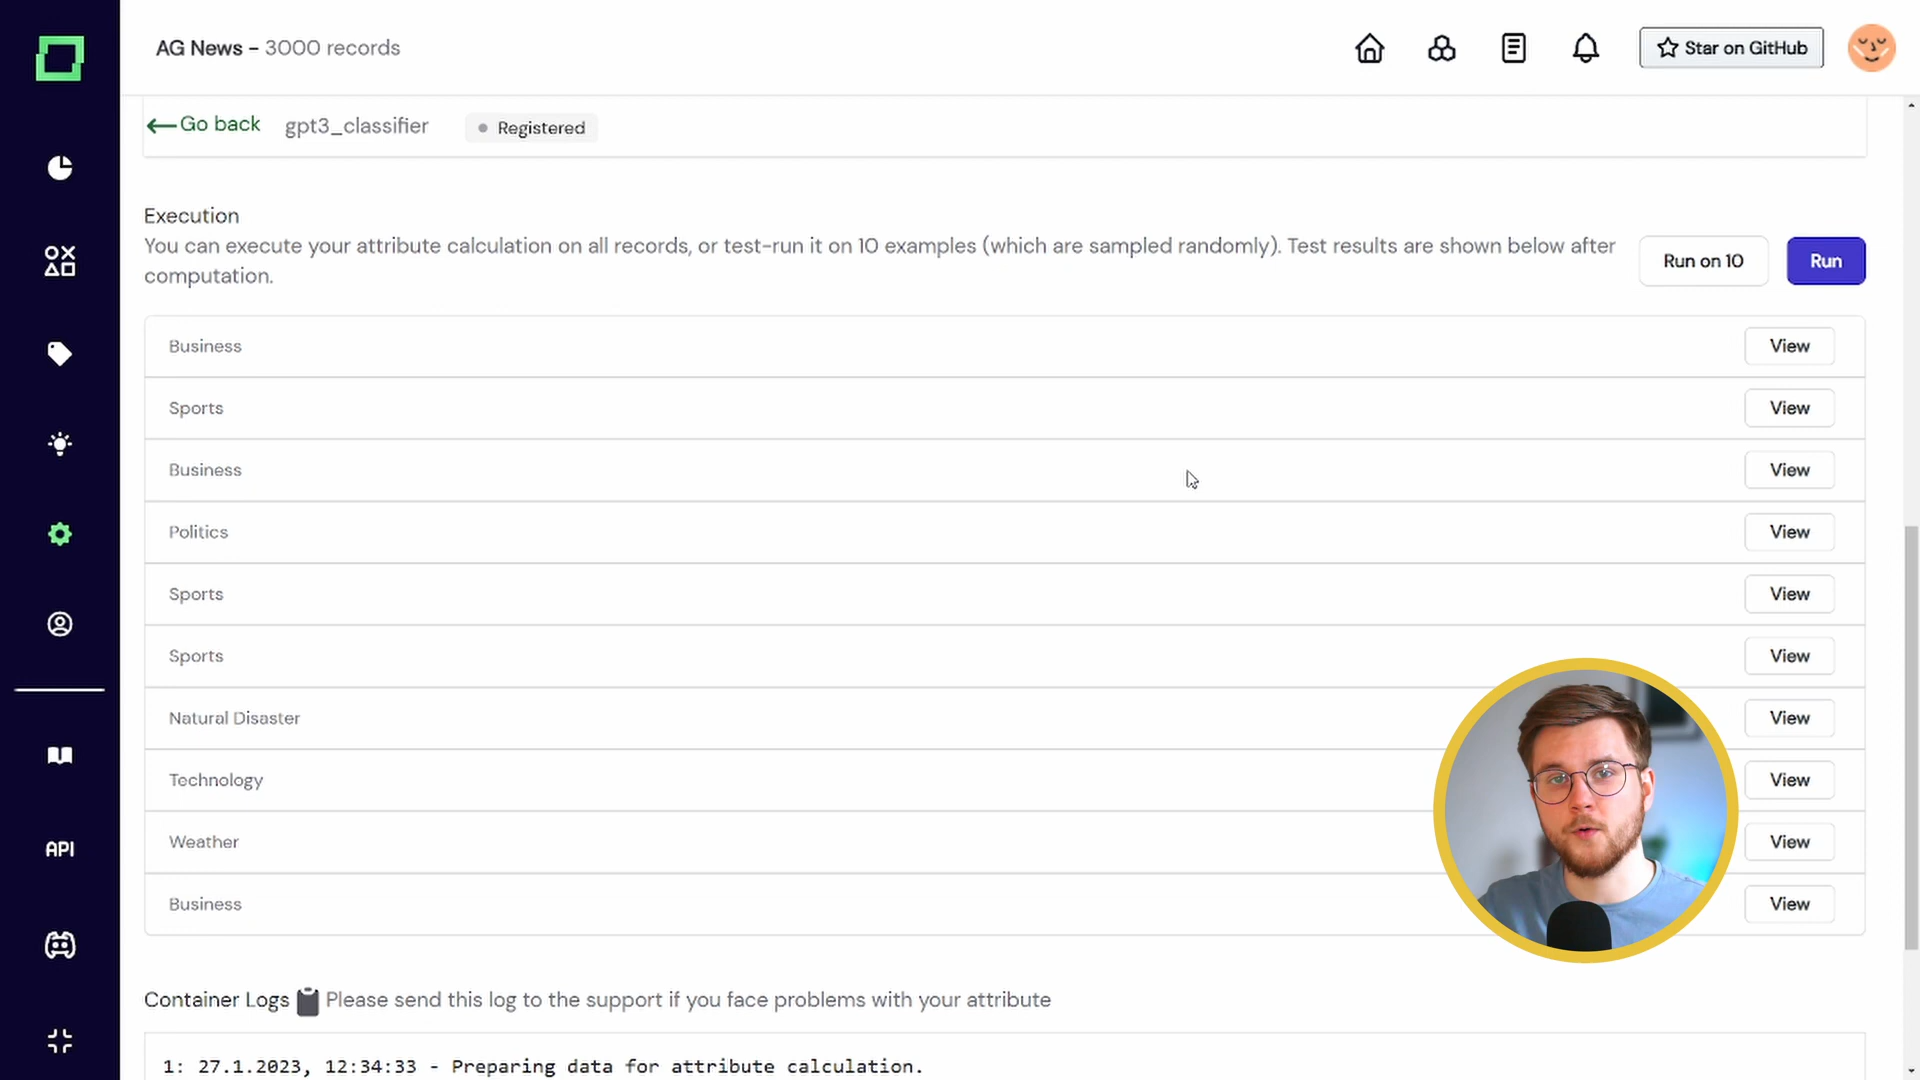 AG News – 3000 records
Star on GitHub
Go back
gpt3_classifier
Registered
Execution
You can execute your attribute calculation on all records, or test-run it on 10 examples (which are sampled randomly). Test results are shown below after
computation.
Run on 10
Run
Business
View
Sports
View
Business
View
Politics
View
Sports
View
Sports
View
Natural Disaster
View
Technology
View
Weather
View
Business
View
API
Container Logs
Please send this log to the support if you face problems with your attribute
1: 27.1.2023, 12:34:33 - Preparing data for attribute calculation.